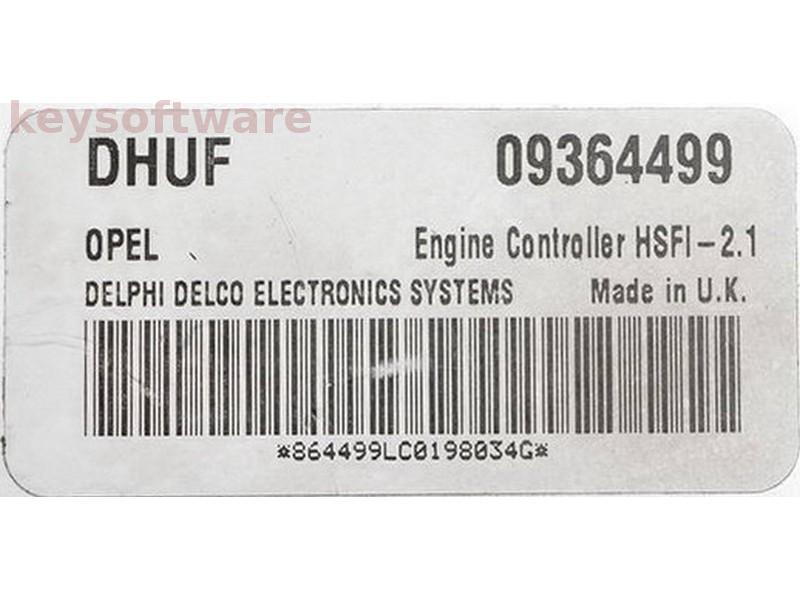 keysoftware
DHUF 09364499
OPEL Engine Controller HSFI-2.1
DELPHI DELCO ELECTRONICS SYSTEMS Made in U.K.
*864499LC0198034G*